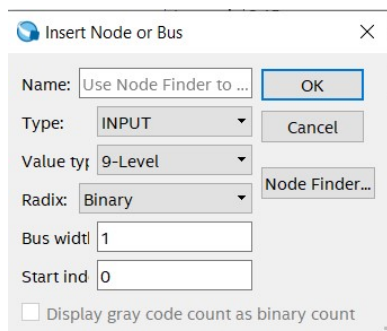 Insert Node or Bus
Name: Use Node Finder to ... OK
Type: INPUT Cancel
Value typ 9-Level
Node Finder...
Radix: Binary
Bus widtl 1
Start ind 0
Display gray code count as binary count